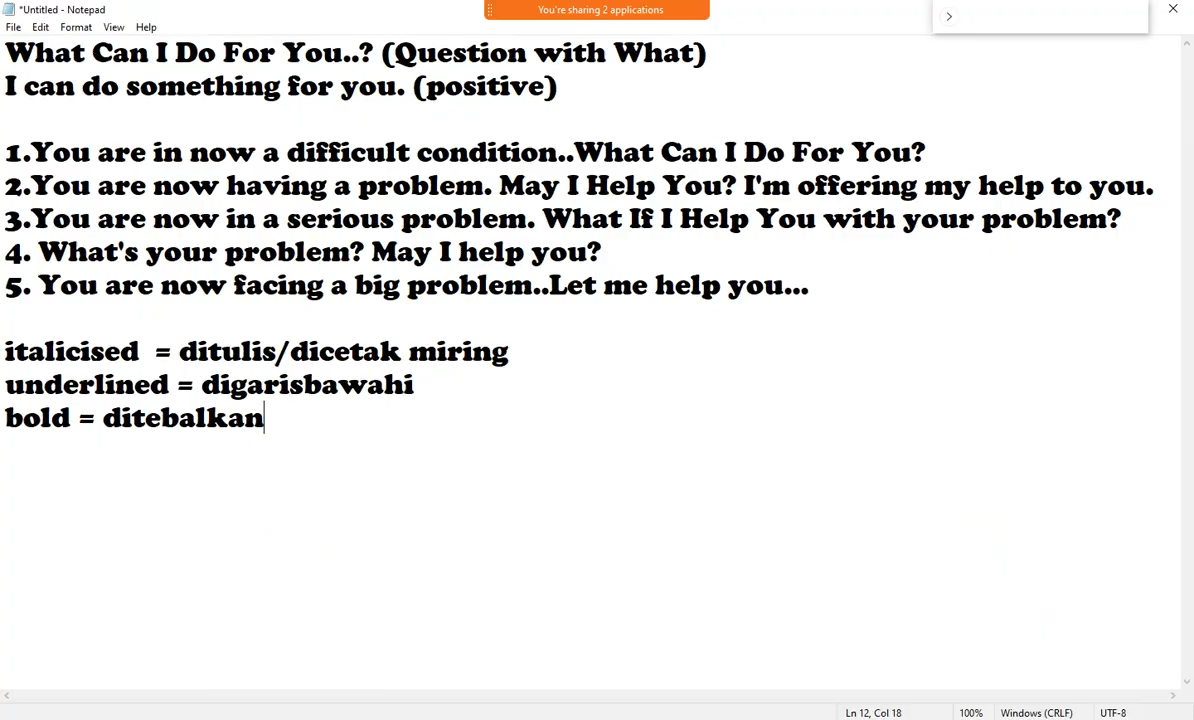 *Untitled - Notepad
You're sharing 2 applications
File Edit Format View Help
What Can I Do For You..? (Question with What)
I can do something for you. (positive)
1.You are in now a difficult condition..What Can I Do For You?
2.You are now having a problem. May I Help You? I'm offering my help to you.
3.You are now in a serious problem. What If I Help You with your problem?
4. What's your problem? May I help you?
5. You are now facing a big problem..Let me help you...
italicised  = ditulis/dicetak miring
underlined = digarisbawahi
bold = ditebalkan
Ln 12, Col 18 100% Windows (CRLF) UTF-8